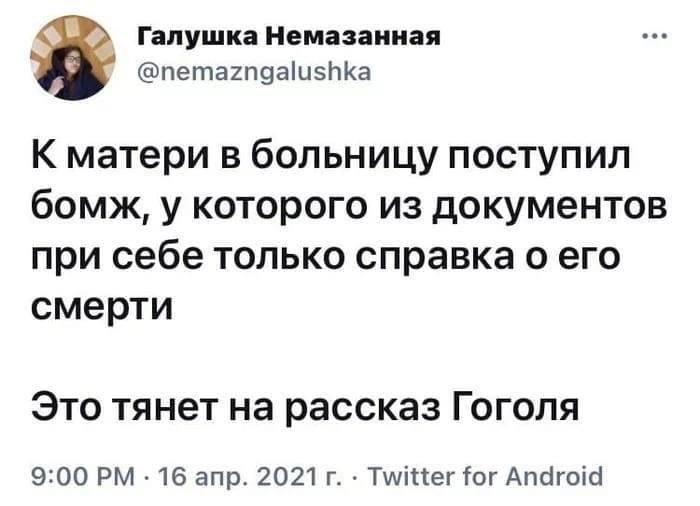 Галушка Немазанная
@nemazngalushka
К матери в больницу поступил
бомж, у которого из документов
при себе только справка о его
смерти
Это тянет на рассказ Гоголя
9:00 PM · 16 апр. 2021 г. · Twitter for Android